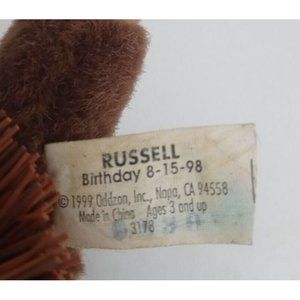 RUSSELL
Birthday 8-15-98
© 1999 Oddzon, Inc., Napa, CA 94558
Made in China Ages 3 and up
3178